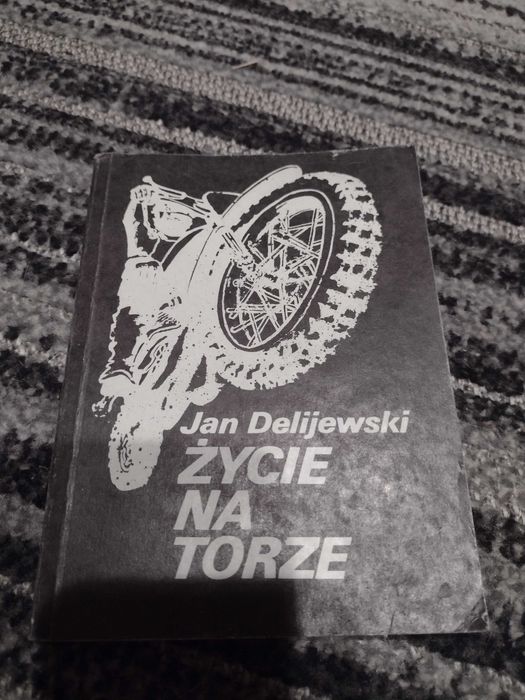 Jan Delijewski
ŻYCIE
NA
TORZE